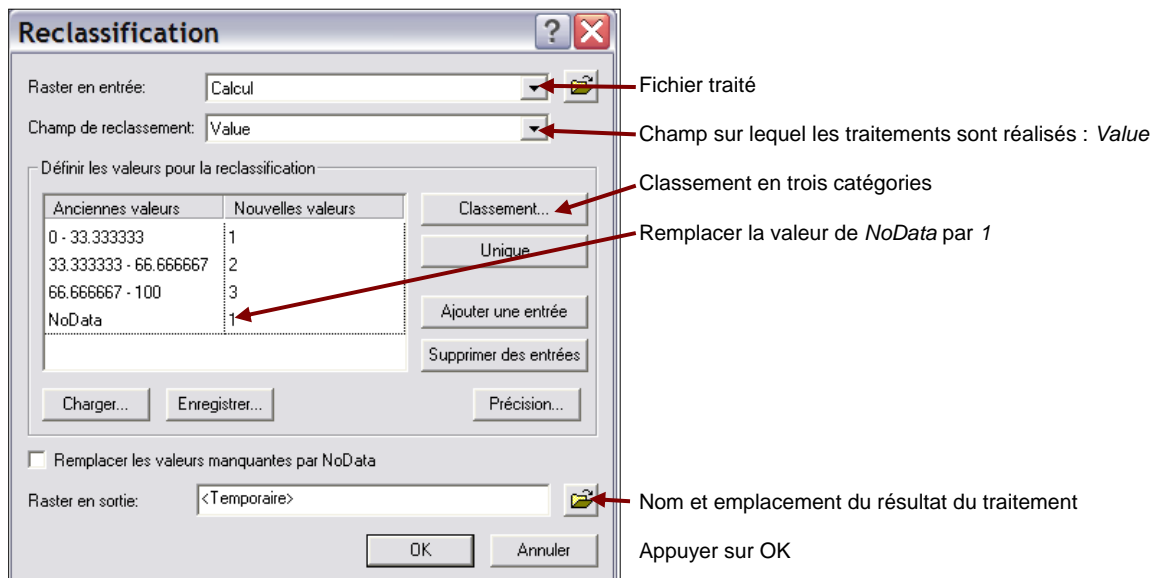 Reclassification
Raster en entrée: Calcul
Fichier traité
Champ de reclassement: Value
Champ sur lequel les traitements sont réalisés : Value
Définir les valeurs pour la reclassification
Anciennes valeurs Nouvelles valeurs
Classement...
Classement en trois catégories
0 - 33.333333 1
33.333333 - 66.666667 2
66.666667 - 100 3
NoData 1
Unique
Remplacer la valeur de NoData par 1
Ajouter une entrée
Supprimer des entrées
Charger... Enregistrer... Précision...
Remplacer les valeurs manquantes par NoData
Raster en sortie: <Temporaire>
Nom et emplacement du résultat du traitement
OK Annuler
Appuyer sur OK